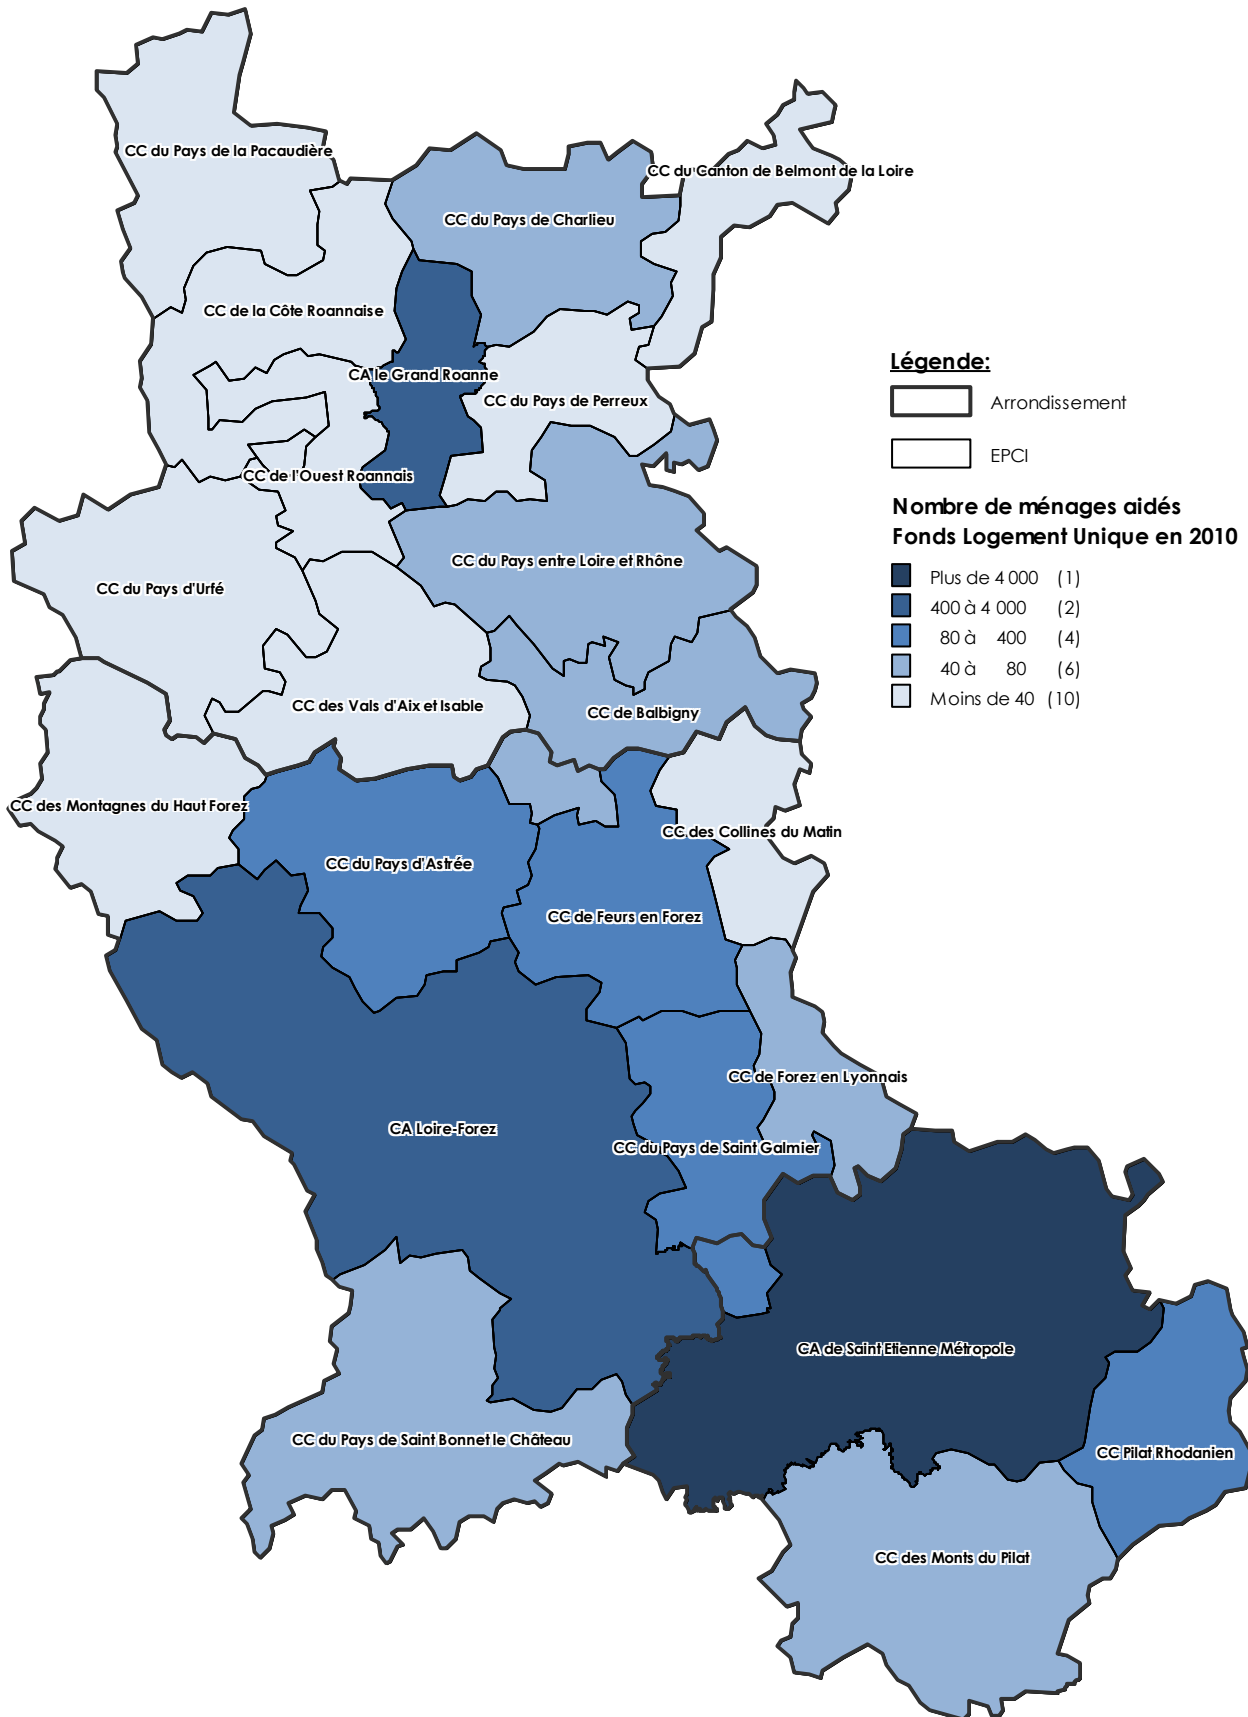 CC du Pays de la Pacaudière
CC du Canton de Belmont de la Loire
CC du Pays de Charlieu
CC de la Côte Roannaise
CA le Grand Roanne
CC du Pays de Perreux
CC de l'Ouest Roannais
CC du Pays entre Loire et Rhône
CC du Pays d'Urfé
CC des Vals d'Aix et Isable
CC de Balbigny
CC des Montagnes du Haut Forez
CC des Collines du Matin
CC du Pays d'Astrée
CC de Feurs en Forez
CC de Forez en Lyonnais
CA Loire-Forez
CC du Pays de Saint Galmier
CA de Saint Etienne Métropole
CC du Pays de Saint Bonnet le Château
CC Pilat Rhodanien
CC des Monts du Pilat
Légende:
Arrondissement
EPCI
Nombre de ménages aidés
Fonds Logement Unique en 2010
Plus de 4 000 (1)
400 à 4 000 (2)
80 à 400 (4)
40 à 80 (6)
Moins de 40 (10)